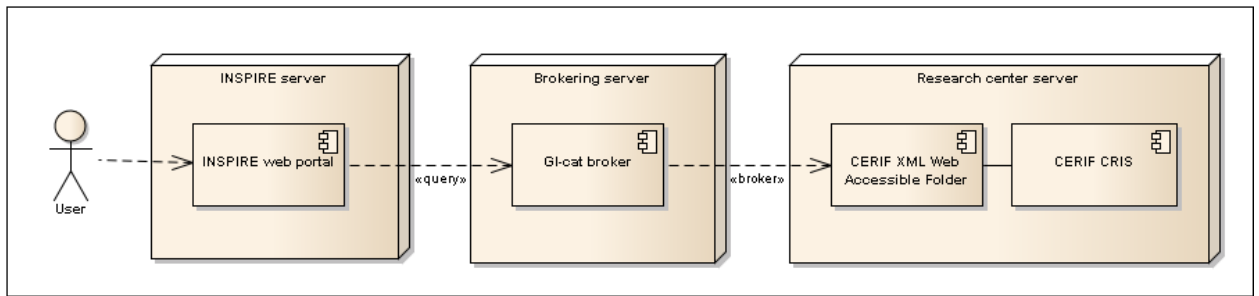 INSPIRE server
Brokering server
Research center server
INSPIRE web portal
GI-cat broker
CERIF XML Web
Accessible Folder
CERIF CRIS
«query»
«broker»
User